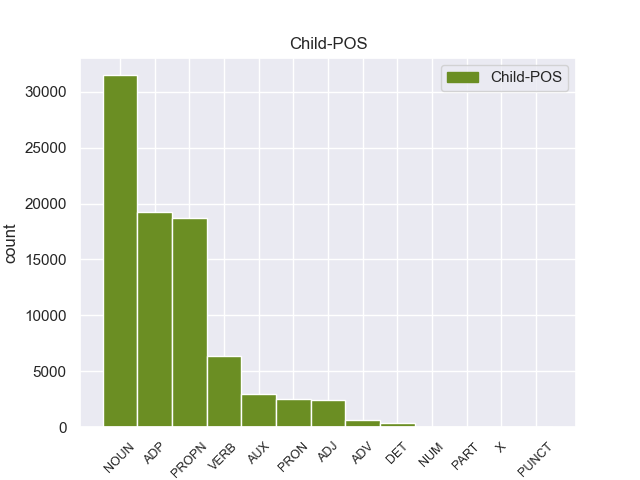 Child-POS
Child-POS
30000
25000
20000
15000
10000
5000
0
count
NOUN ADP PROPN VERB AUX PRON ADJ ADV DET NUM PART X PUNCT